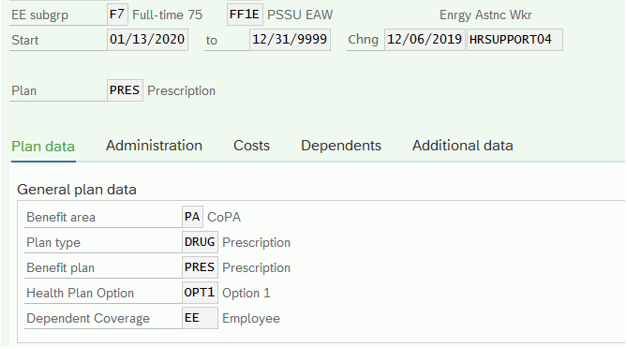 EE subgrp F7 Full-time 75 FF1E PSSU EAW Enrgy Astnc Wkr
Start 01/13/2020 to 12/31/9999 Chng 12/06/2019 HRSUPPORT04
Plan PRES Prescription
Plan data Administration Costs Dependents Additional data
General plan data
Benefit area PA CoPA
Plan type DRUG Prescription
Benefit plan PRES Prescription
Health Plan Option OPT1 Option 1
Dependent Coverage EE Employee